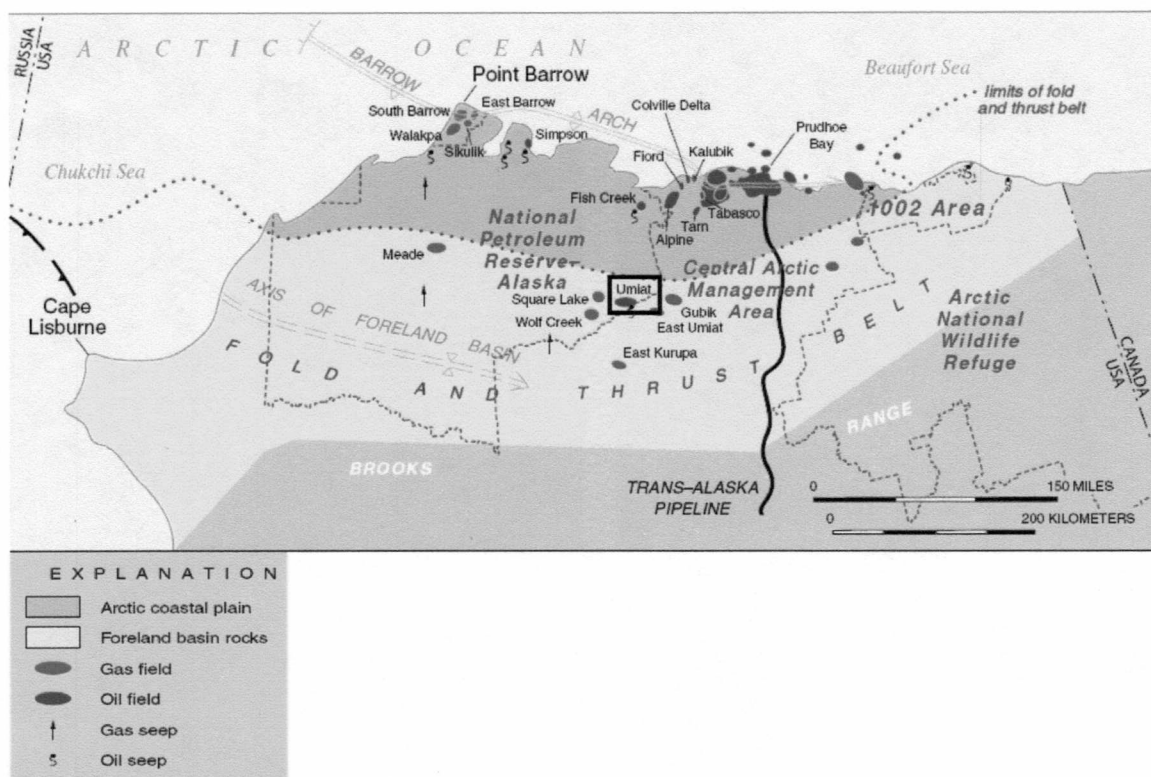 ARCTIC OCEAN
RUSSIA
USA
BARROW
ARCH
Point Barrow
Beaufort Sea
limits of fold
and thrust belt
South Barrow
East Barrow
Colville Delta
Walakpa
Sikulik
Simpson
Prudhoe
Bay
Fiord
Kalubik
Chukchi Sea
Fish Creek
Tabasco
1002 Area
Tarn
Alpine
National
Petroleum
Reserve–
Alaska
Meade
Central Arctic
Management
Area
Umiat
Square Lake
Gubik
Wolf Creek
East Umiat
Arctic
National
Wildlife
Refuge
Cape
Lisburne
AXIS OF FORELAND BASIN
East Kurupa
FOLD AND THRUST BELT
CANADA
USA
BROOKS
RANGE
TRANS–ALASKA
PIPELINE
0 150 MILES
0 200 KILOMETERS
EXPLANATION
Arctic coastal plain
Foreland basin rocks
Gas field
Oil field
Gas seep
Oil seep